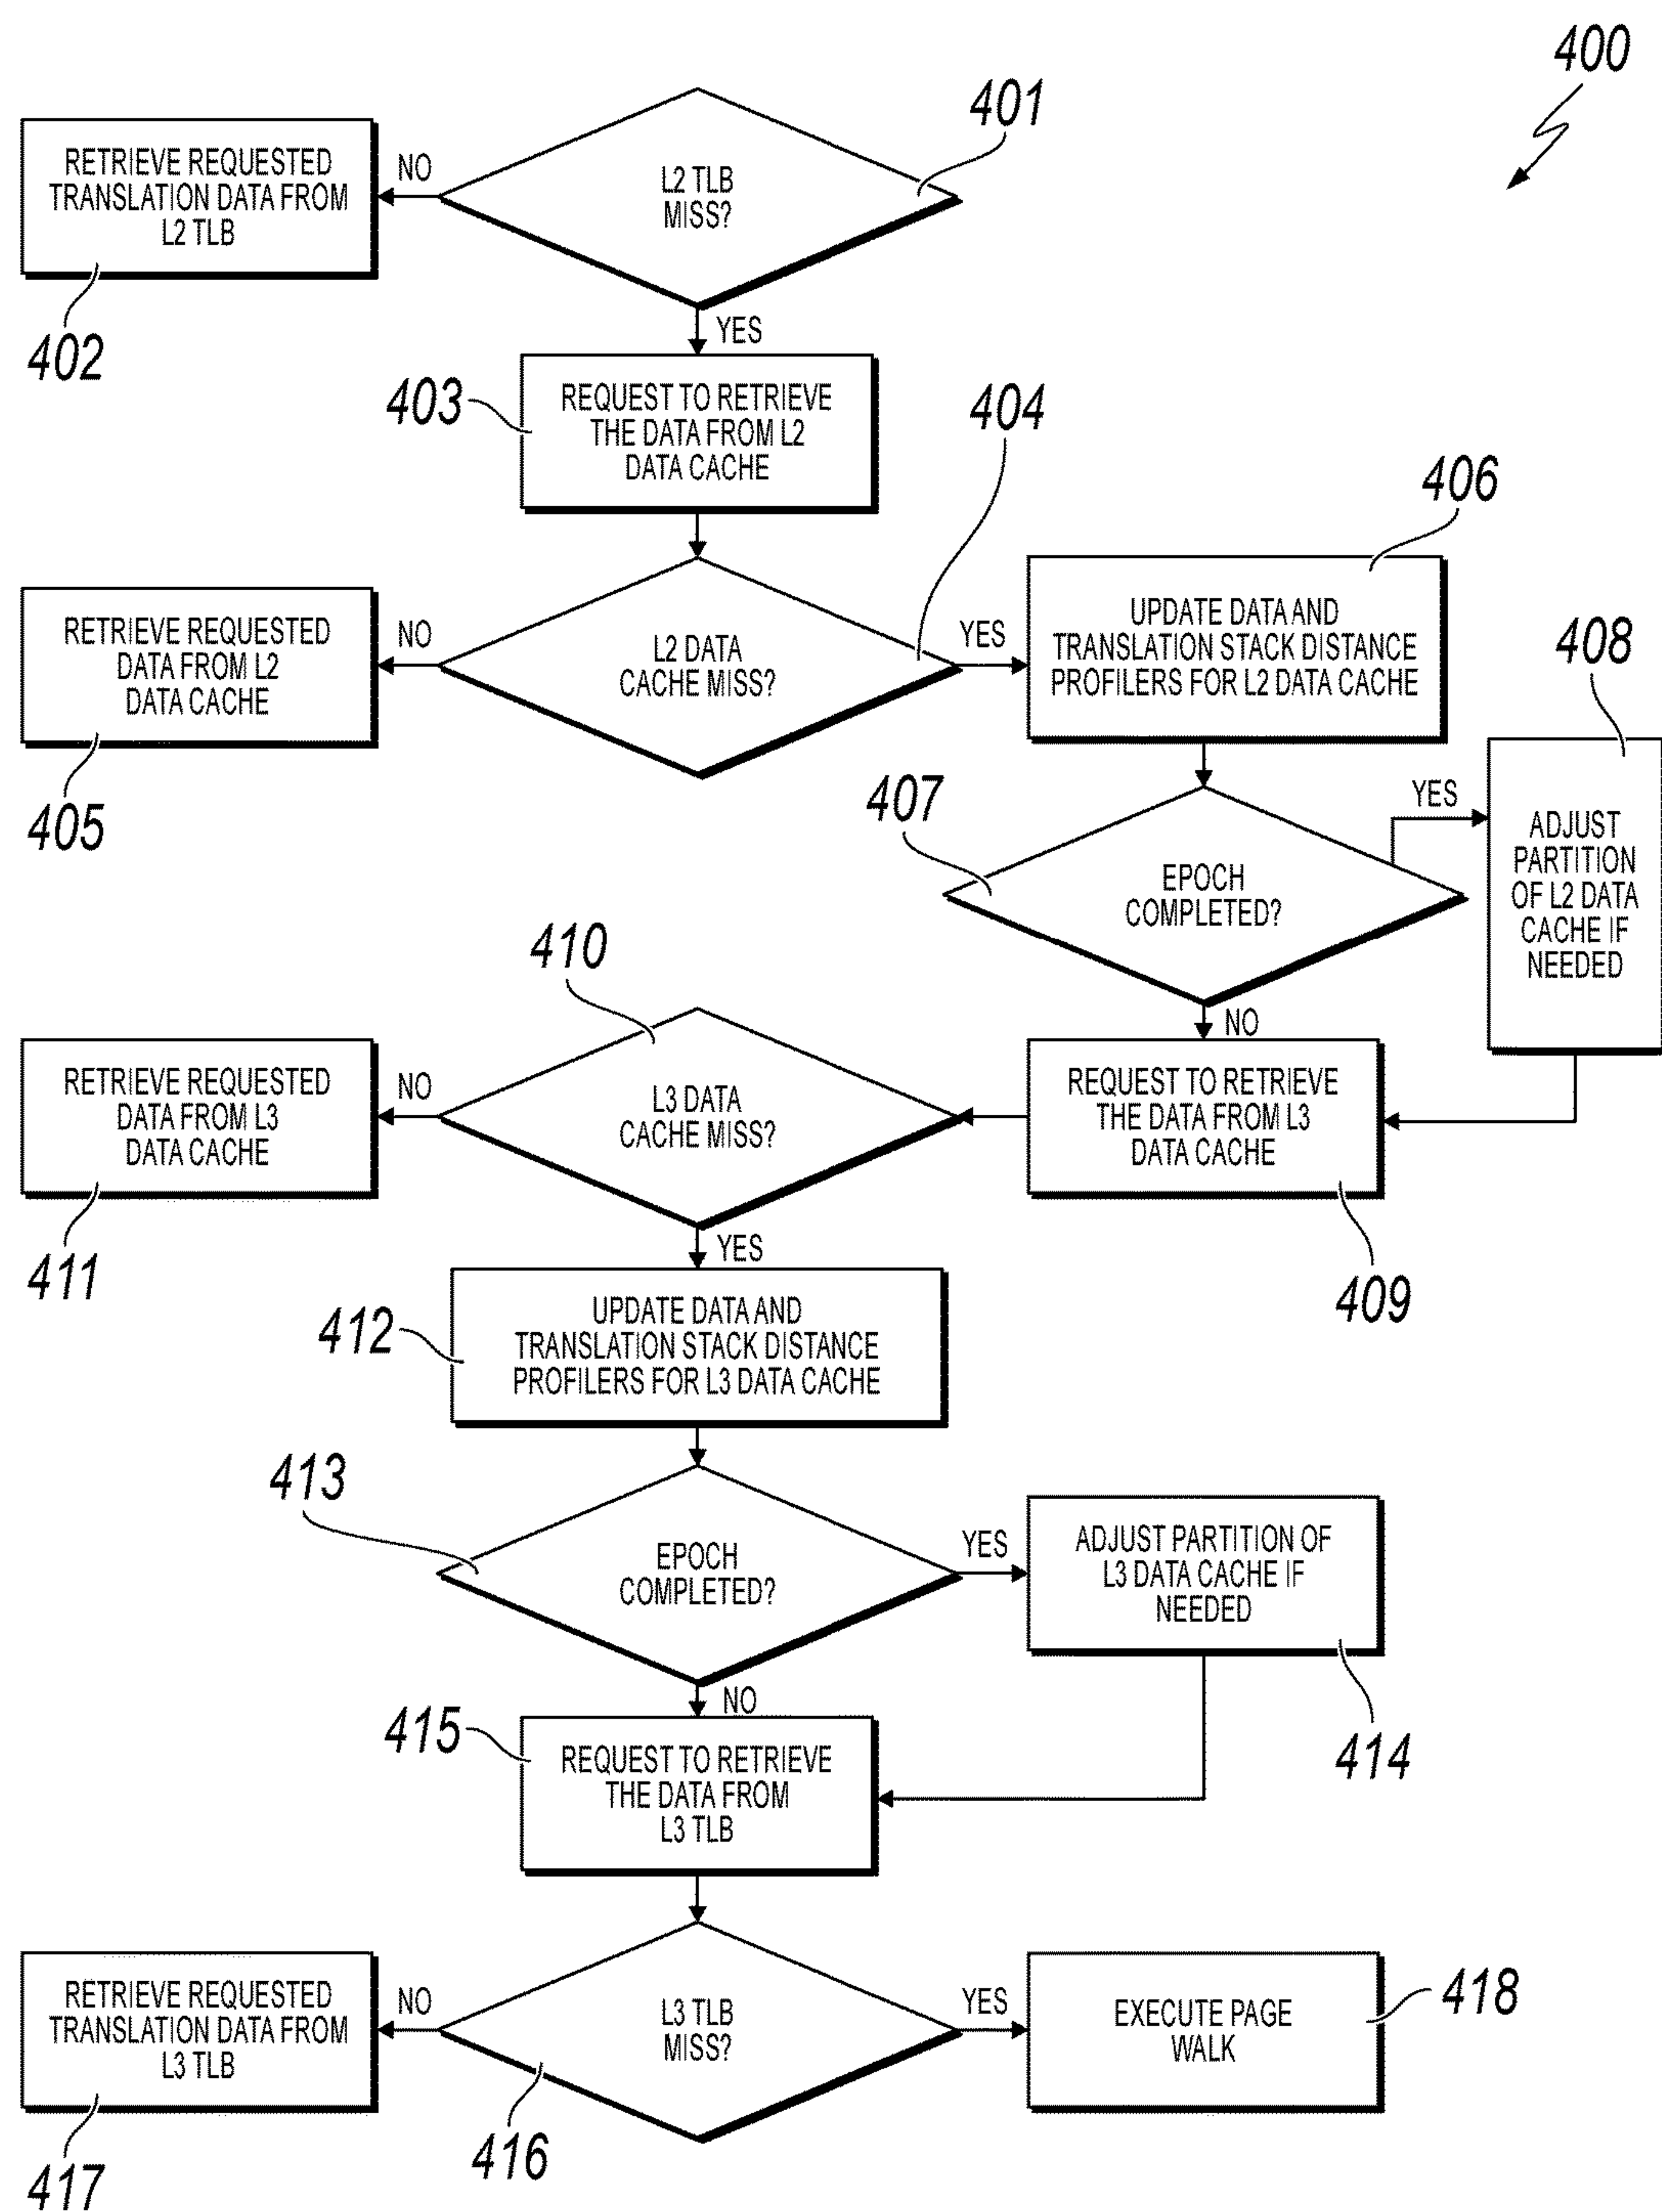 400
401
RETRIEVE REQUESTED
TRANSLATION DATA FROM
L2 TLB
NO
L2 TLB
MISS?
402
YES
403
REQUEST TO RETRIEVE
THE DATA FROM L2
DATA CACHE
404
406
RETRIEVE REQUESTED
DATA FROM L2
DATA CACHE
NO
L2 DATA
CACHE MISS?
YES
UPDATE DATA AND
TRANSLATION STACK DISTANCE
PROFILERS FOR L2 DATA CACHE
408
405
407
EPOCH
COMPLETED?
YES
ADJUST
PARTITION
OF L2 DATA
CACHE IF
NEEDED
410
NO
RETRIEVE REQUESTED
DATA FROM L3
DATA CACHE
NO
L3 DATA
CACHE MISS?
REQUEST TO RETRIEVE
THE DATA FROM L3
DATA CACHE
411
YES
409
412
UPDATE DATA AND
TRANSLATION STACK DISTANCE
PROFILERS FOR L3 DATA CACHE
413
EPOCH
COMPLETED?
YES
ADJUST PARTITION OF
L3 DATA CACHE IF
NEEDED
NO
414
415
REQUEST TO RETRIEVE
THE DATA FROM
L3 TLB
RETRIEVE REQUESTED
TRANSLATION DATA FROM
L3 TLB
NO
L3 TLB
MISS?
YES
EXECUTE PAGE
WALK
418
417
416